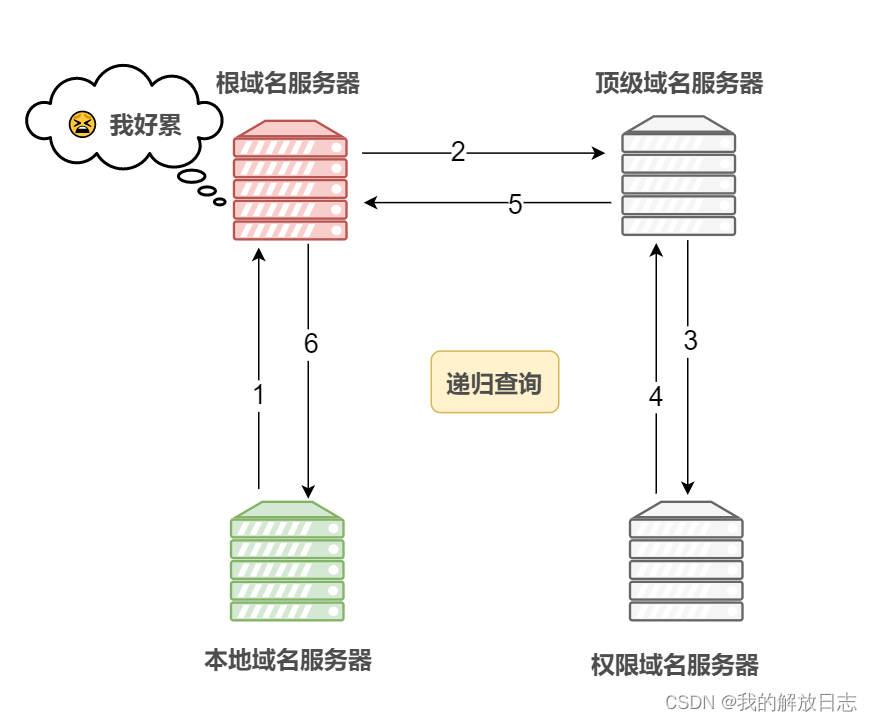 根域名服务器
顶级域名服务器
我好累
2
5
6
3
1
4
递归查询
本地域名服务器
权限域名服务器
CSDN @我的解放日志